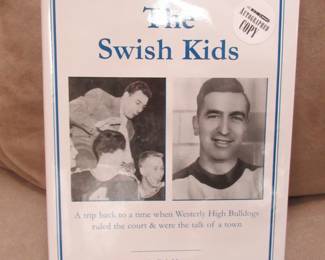 AUTOGRAPHED
COPY
The
Swish Kids
A trip back to a time when Westerly High Bulldogs
ruled the court & were the talk of a town